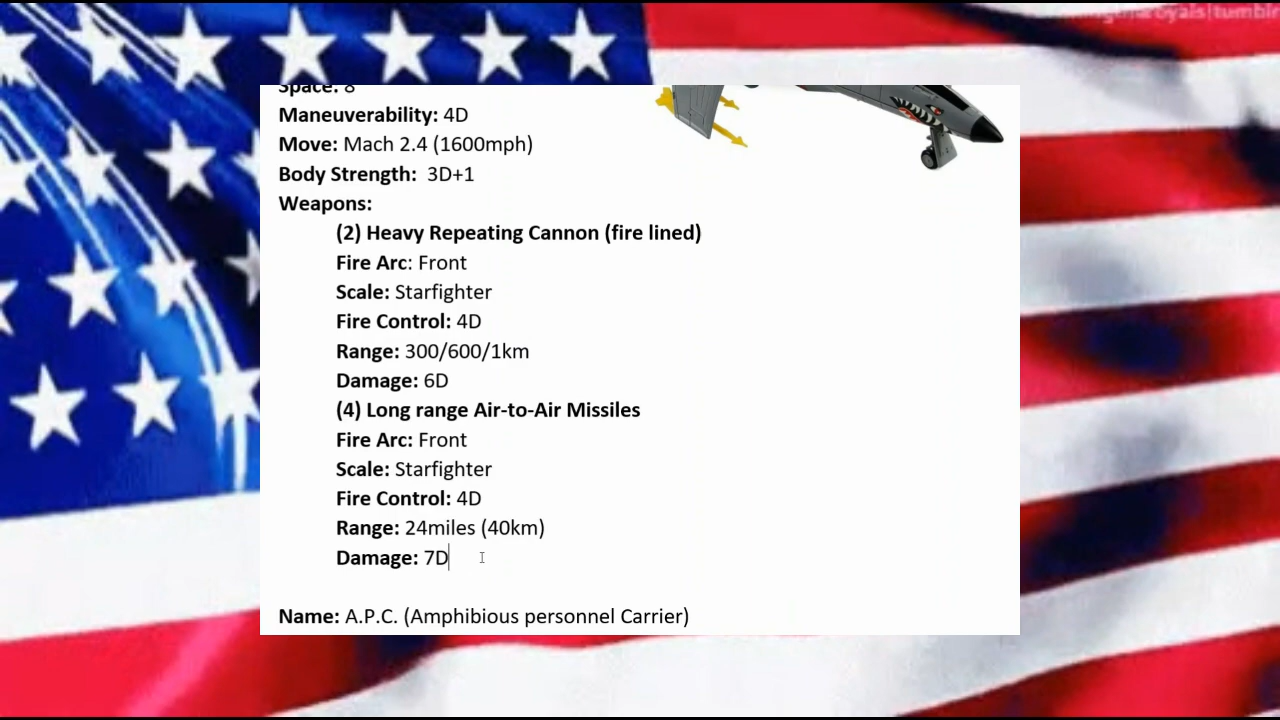 Space: 8
Maneuverability: 4D
Move: Mach 2.4 (1600mph)
Body Strength:  3D+1
Weapons:
(2) Heavy Repeating Cannon (fire lined)
Fire Arc: Front
Scale: Starfighter
Fire Control: 4D
Range: 300/600/1km
Damage: 6D
(4) Long range Air-to-Air Missiles
Fire Arc: Front
Scale: Starfighter
Fire Control: 4D
Range: 24miles (40km)
Damage: 7D
Name: A.P.C. (Amphibious personnel Carrier)